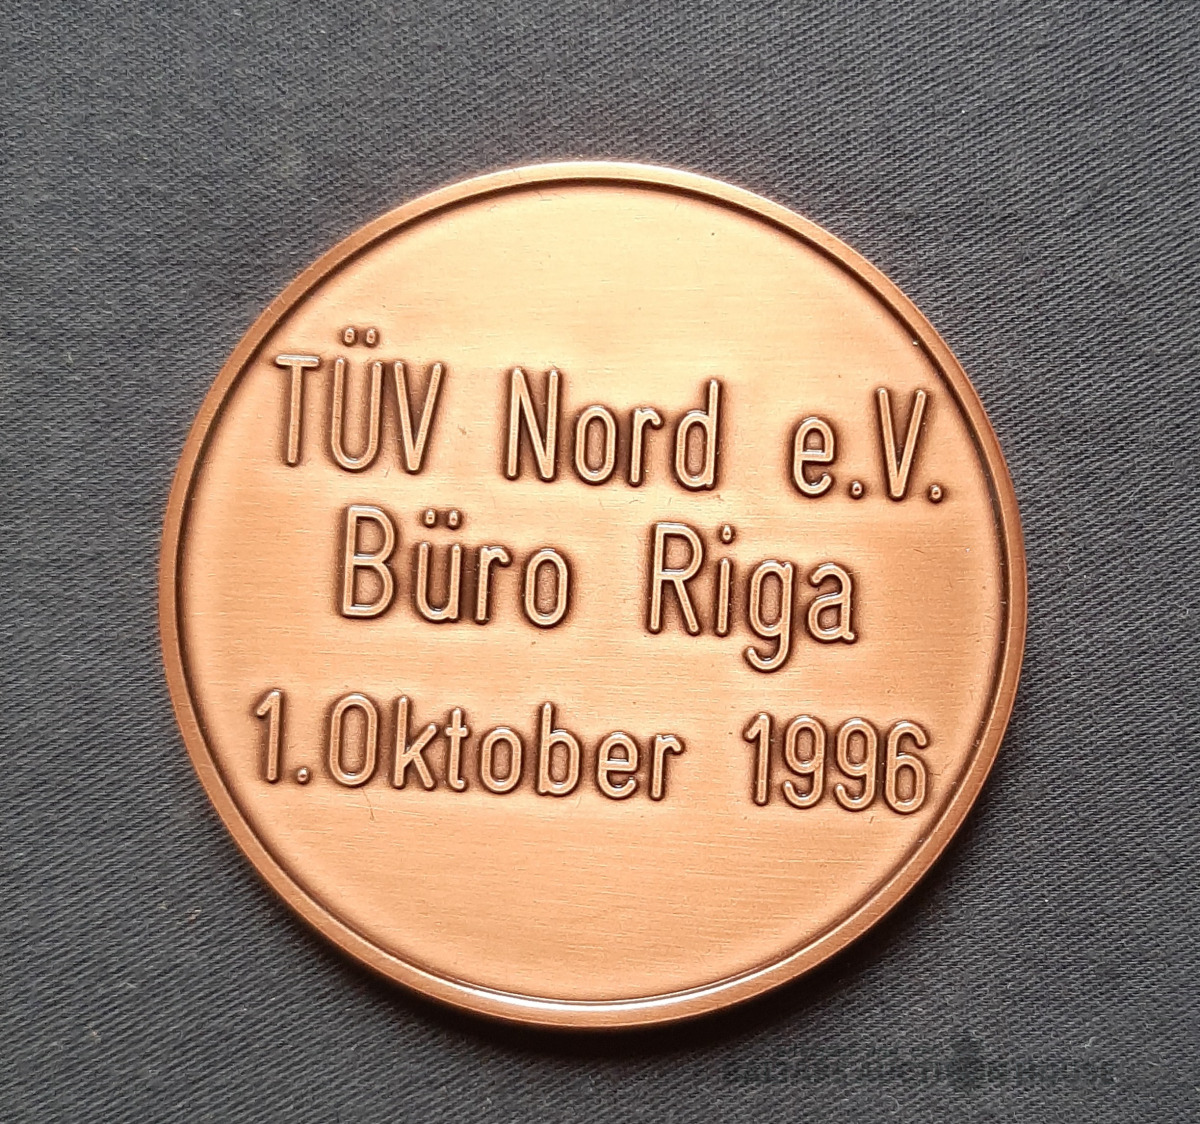 TÜV Nord e.V.
Büro Riga
1.Oktober 1996